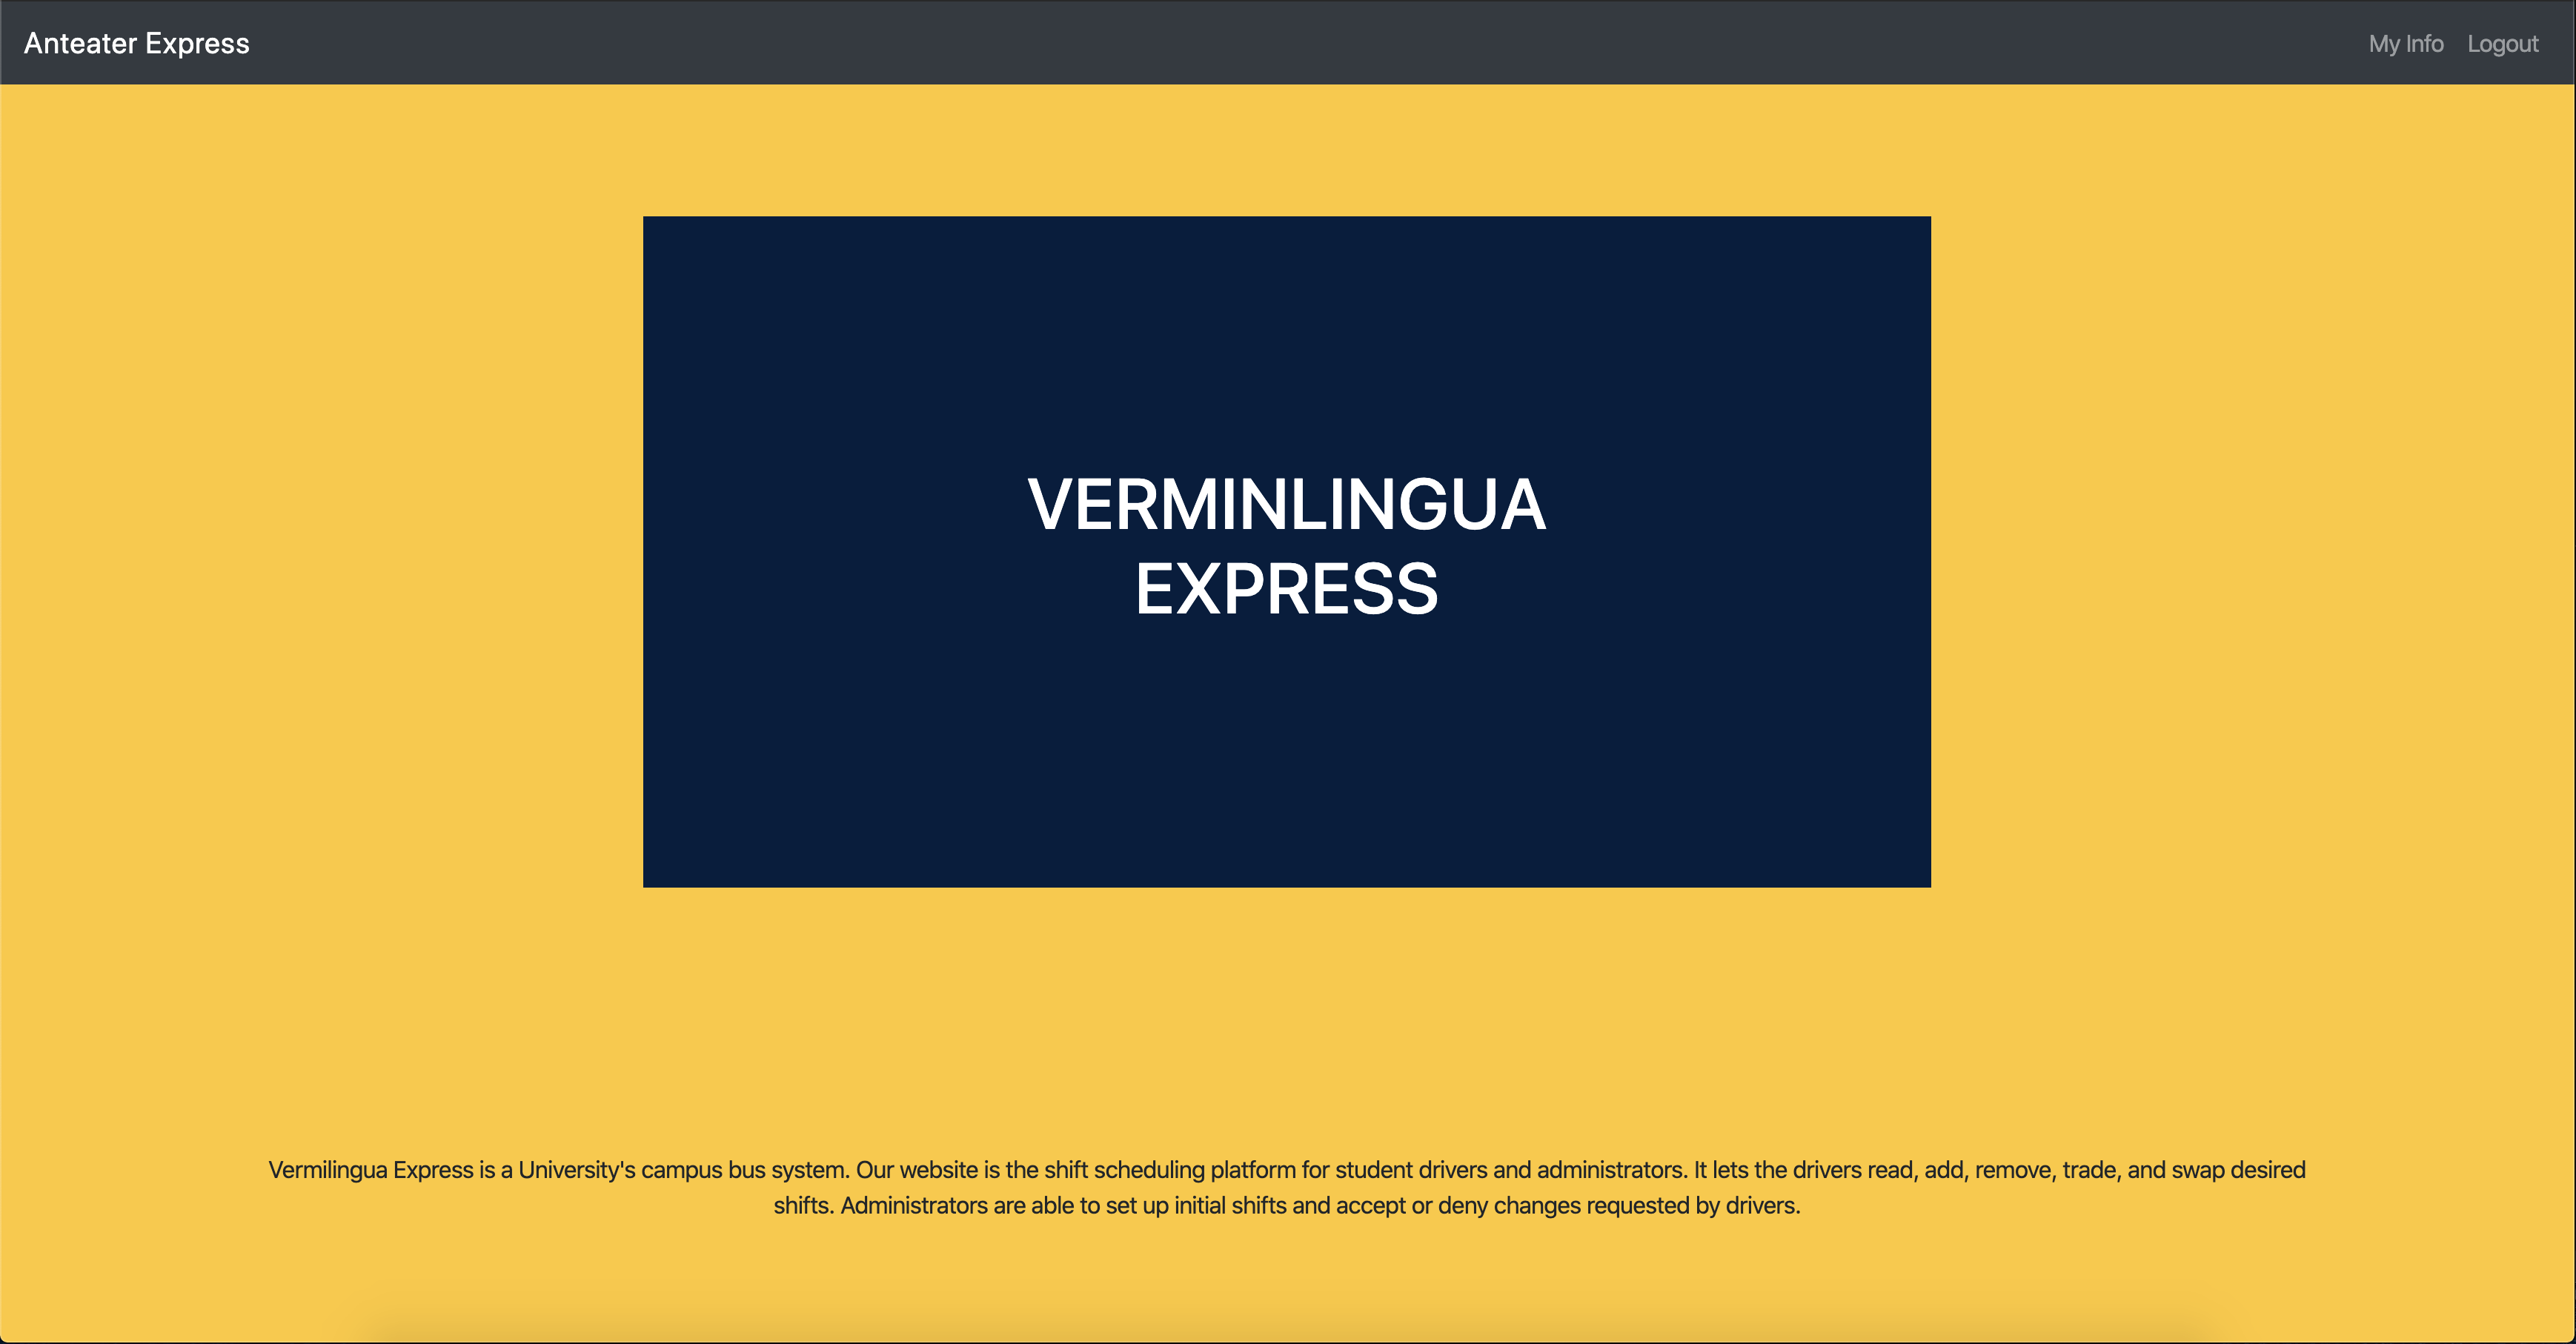 Anteater Express
My Info
Logout
VERMINLINGUA
EXPRESS
Vermilingua Express is a University's campus bus system. Our website is the shift scheduling platform for student drivers and administrators. It lets the drivers read, add, remove, trade, and swap desired
shifts. Administrators are able to set up initial shifts and accept or deny changes requested by drivers.